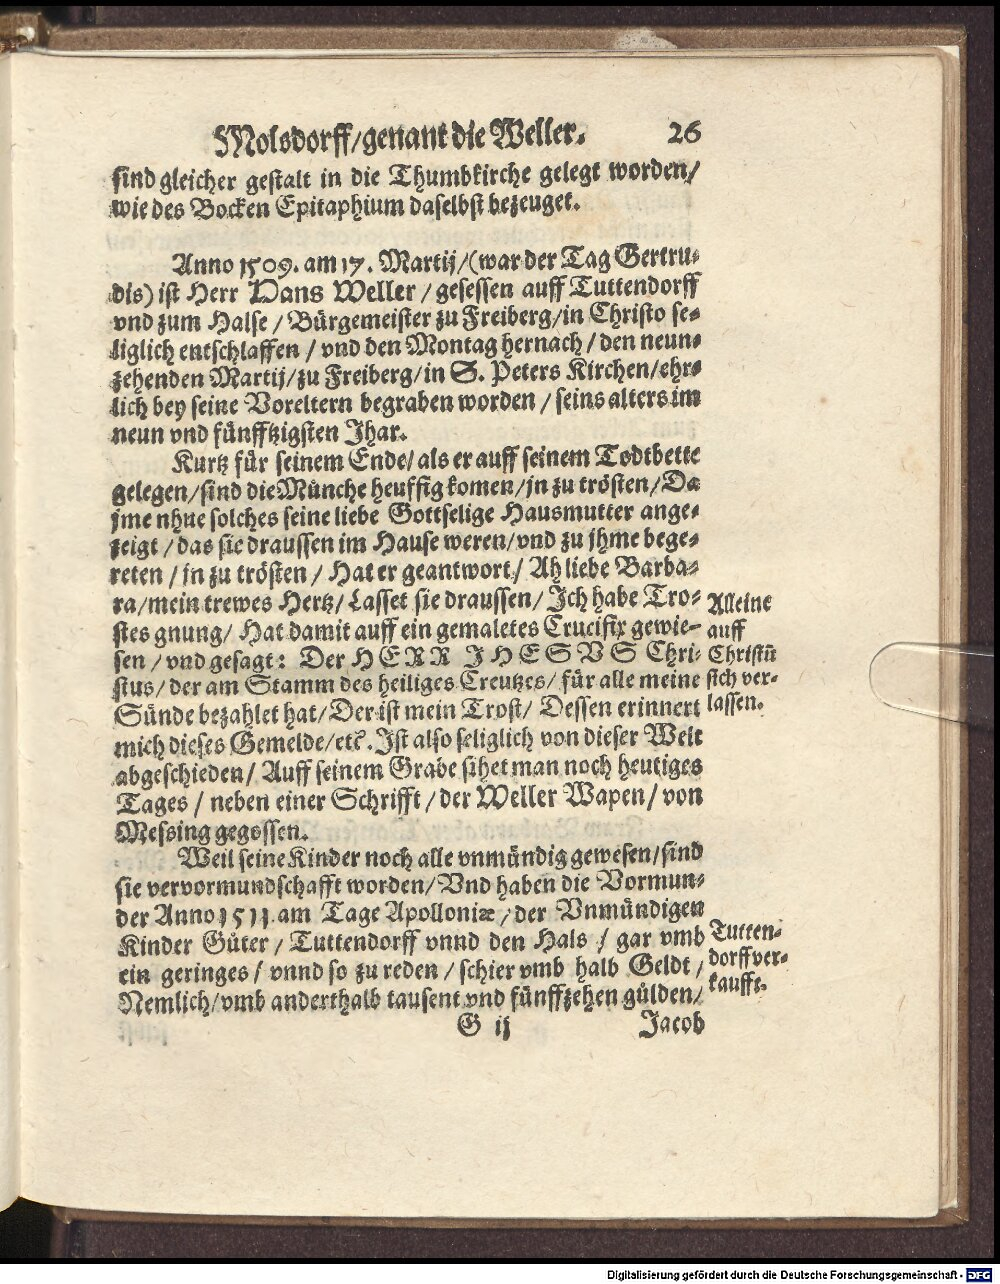 Molsdorff/genant die Weller. 26
sind gleicher gestalt in die Thumbkirche gelegt worden/
wie des Bocken Epitaphium daselbst bezeuget.
Anno 1509. am 17. Martij/(war der Tag Gertru-
dis) ist Herr Hans Weller / gesessen auff Tuttendorff
vnd zum Halse / Bürgemeister zu Freiberg/in Christo se-
liglich entschlaffen / vnd den Montag hernach / den neun-
zehenden Martij/zu Freiberg/in S. Peters Kirchen/ehr-
lich bey seine Voreltern begraben worden / seins alters im
neun vnd fünfftzigsten Jhar.
Kurtz für seinem Ende/ als er auff seinem Todtbette
gelegen/sind die Münche heuffig komen/jn zu trösten/Da
jme nhue solches seine liebe Gottselige Hausmutter ange-
zeigt / das sie draussen im Hause weren/vnd zu jhme bege-
reten / jn zu trösten / Hat er geantwort/ Ah liebe Barba-
ra/mein trewes Hertz/ Lasset sie draussen/ Ich habe Tro-
stes gnung/ Hat damit auff ein gemaletes Crucifix gewie-
sen / vnd gesagt: Der HERR JHESVS Chri-
stus/ der am Stamm des heiliges Creutzes/ für alle meine
Sünde bezahlet hat/Der ist mein Trost/ Dessen erinnert
mich dieses Gemelde/etc. Ist also seliglich von dieser Welt
abgeschieden/ Auff seinem Grabe sihet man noch heutiges
Tages / neben einer Schrifft / der Weller Wapen/ von
Messing gegossen.
Weil seine Kinder noch alle vnmündig gewesen/sind
sie vervormundschafft worden/Vnd haben die Vormun-
der Anno 1511. am Tage Apolloniæ/der Vnmündigen
Kinder Güter / Tuttendorff vnnd den Hals / gar vmb
ein geringes / vnnd so zu reden / schier vmb halb Geldt /
Nemlich/vmb anderthalb tausent vnd fünffzehen gülden/
G ij Jacob
Alleine
auff
Christū
sich ver-
lassen.
Tutten-
dorff ver-
kaufft.
Digitalisierung gefördert durch die Deutsche Forschungsgemeinschaft - DFG